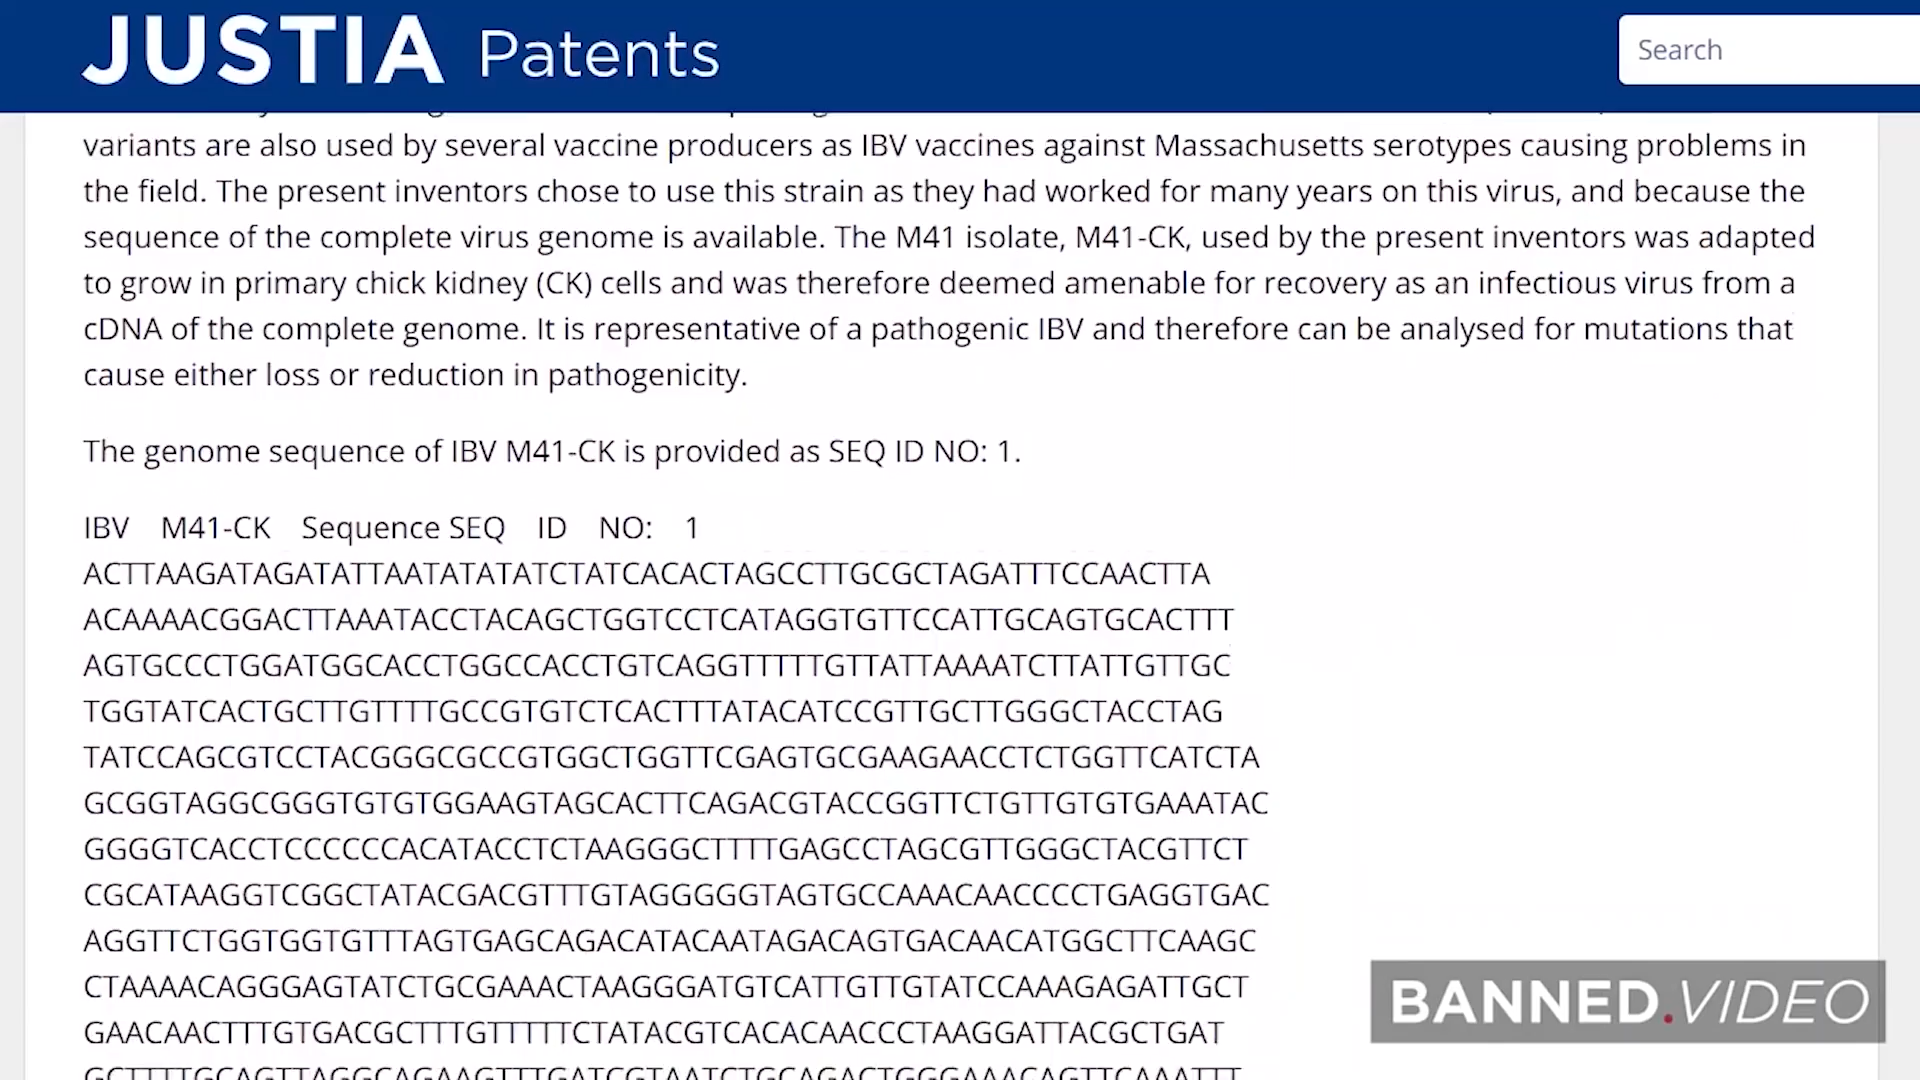 JUSTIA Patents
Search
variants are also used by several vaccine producers as IBV vaccines against Massachusetts serotypes causing problems in
the field. The present inventors chose to use this strain as they had worked for many years on this virus, and because the
sequence of the complete virus genome is available. The M41 isolate, M41-CK, used by the present inventors was adapted
to grow in primary chick kidney (CK) cells and was therefore deemed amenable for recovery as an infectious virus from a
cDNA of the complete genome. It is representative of a pathogenic IBV and therefore can be analysed for mutations that
cause either loss or reduction in pathogenicity.
The genome sequence of IBV M41-CK is provided as SEQ ID NO: 1.
IBV M41-CK Sequence SEQ ID NO: 1
ACTTAAGATAGATATTAATATATATCTATCACACTAGCCTTGCGCTAGATTTCCAACTTA
ACAAAACGGACTTAAATACCTACAGCTGGTCCTCATAGGTGTTCCATTGCAGTGCACTTT
AGTGCCCTGGATGGCACCTGGCCACCTGTCAGGTTTTTGTTATTAAAATCTTATTGTTGC
TGGTATCACTGCTTGTTTTGCCGTGTCTCACTTTATACATCCGTTGCTTGGGCTACCTAG
TATCCAGCGTCCTACGGGCGCCGTGGCTGGTTCGAGTGCGAAGAACCTCTGGTTCATCTA
GCGGTAGGCGGGTGTGTGGAAGTAGCACTTCAGACGTACCGGTTCTGTTGTGTGAAATAC
GGGGTCACCTCCCCCCACATACCTCTAAGGGCTTTTGAGCCTAGCGTTGGGCTACGTTCT
CGCATAAGGTCGGCTATACGACGTTTGTAGGGGGTAGTGCCAAACAACCCCTGAGGTGAC
AGGTTCTGGTGGTGTTTAGTGAGCAGACATACAATAGACAGTGACAACATGGCTTCAAGC
CTAAAACAGGGAGTATCTGCGAAACTAAGGGATGTCATTGTTGTATCCAAAGAGATTGCT
GAACAACTTTGTGACGCTTTGTTTTTCTATACGTCACACAACCCTAAGGATTACGCTGAT
BANNED.VIDEO